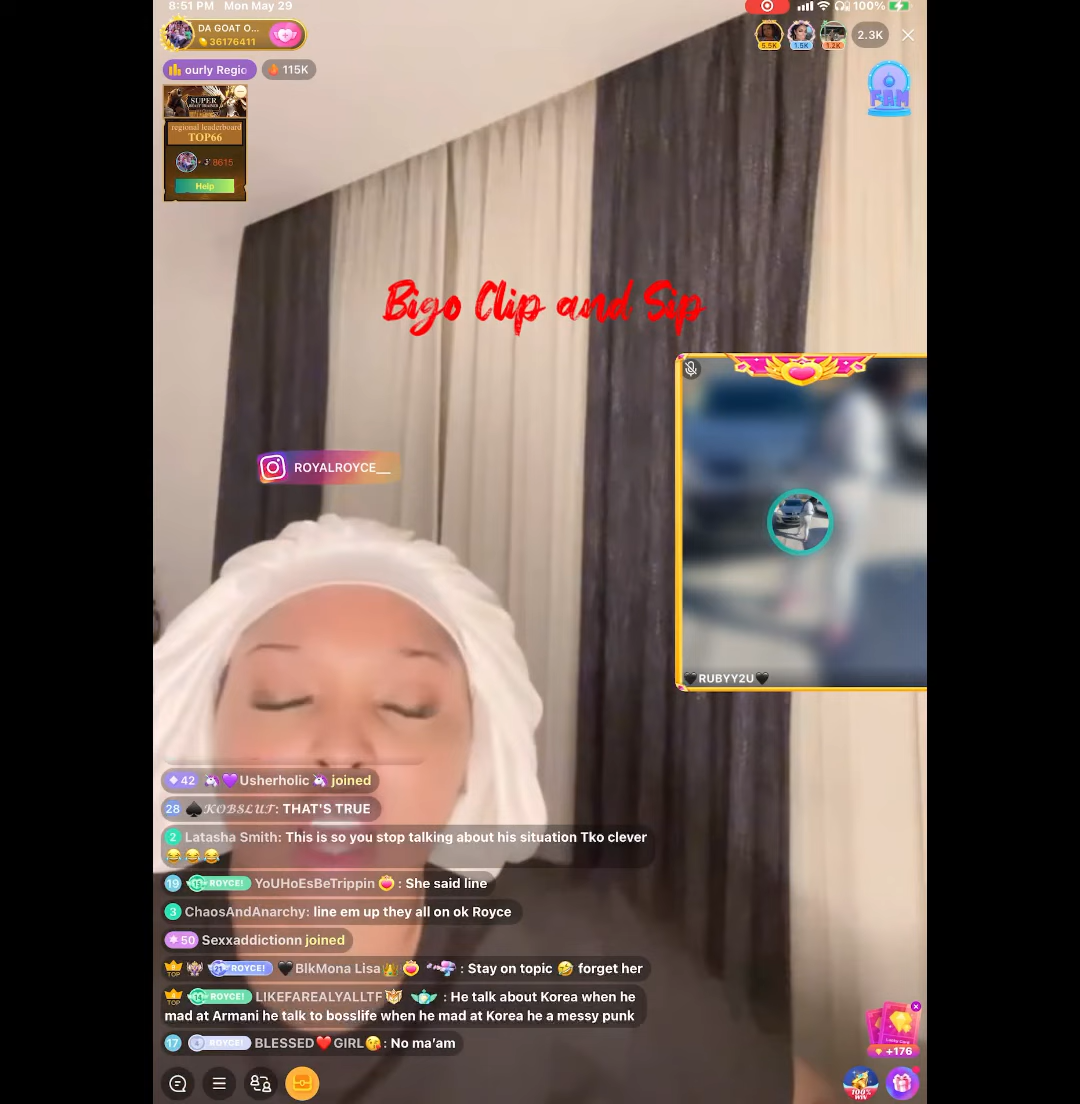 8:51 PM Mon May 29
100%
DA GOAT O...
36176411
5.5K
1.5K
1.2K
2.3K
ourly Regio
115K
FAM
SUPER
regional leaderboard
TOP66
8615
Help
Bigo Clip and Sip
ROYALROYCE__
🖤RUBYY2U🖤
42 🦄💜Usherholic🦄 joined
28 ♠𝒦𝒪𝐵𝒮𝐿𝒰𝒯: THAT'S TRUE
2 Latasha Smith: This is so you stop talking about his situation Tko clever
😂😂😂
19 ROYCE! YoUHoEsBeTrippin : She said line
3 ChaosAndAnarchy: line em up they all on ok Royce
50 Sexxaddictionn joined
TOP ROYCE! 🖤BlkMona Lisa : Stay on topic 🤣 forget her
TOP ROYCE! LIKEFAREALYALLTF : He talk about Korea when he
mad at Armani he talk to bosslife when he mad at Korea he a messy punk
17 ROYCE! BLESSED❤️GIRL😘: No ma'am
+176
100%
WIN